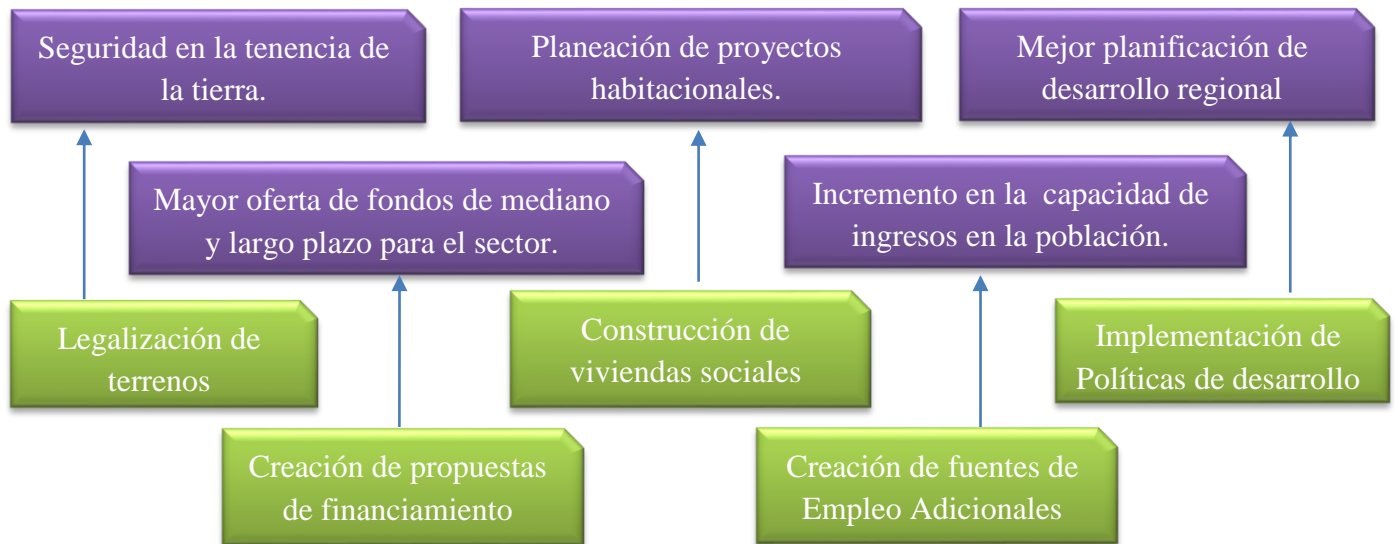 Seguridad en la tenencia de
la tierra.
Planeación de proyectos
habitacionales.
Mejor planificación de
desarrollo regional
Mayor oferta de fondos de mediano
y largo plazo para el sector.
Incremento en la  capacidad de
ingresos en la población.
Legalización de
terrenos
Construcción de
viviendas sociales
Implementación de
Políticas de desarrollo
Creación de propuestas
de financiamiento
Creación de fuentes de
Empleo Adicionales